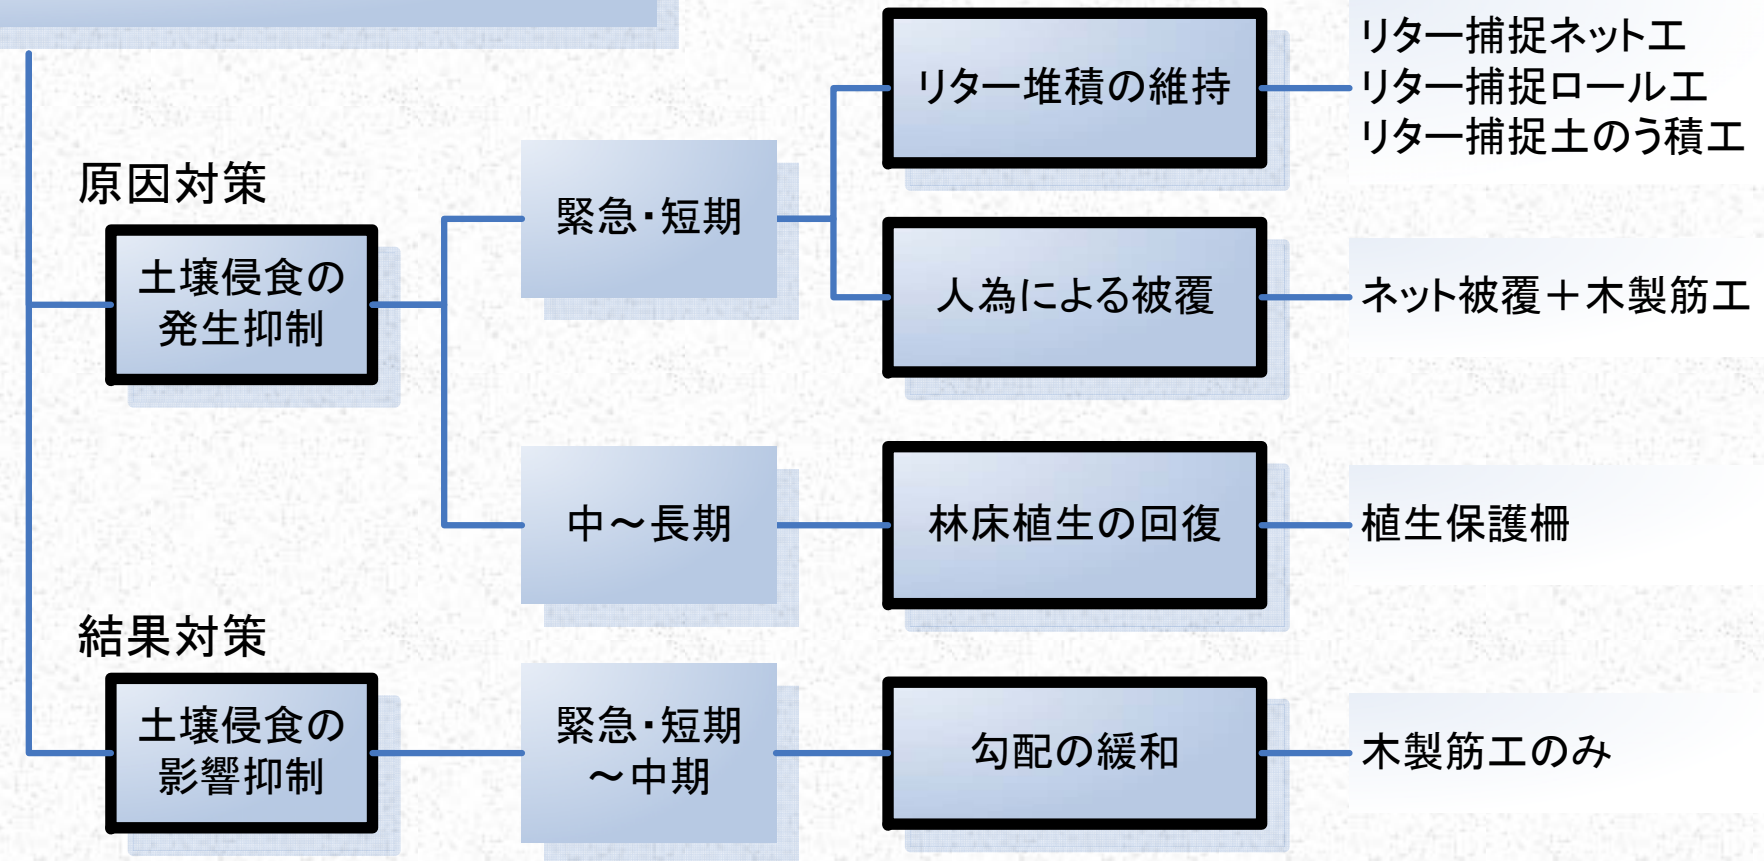 リター堆積の維持
リター捕捉ネット工
リター捕捉ロール工
リター捕捉土のう積工
原因対策
土壌侵食の
発生抑制
緊急・短期
人為による被覆
ネット被覆＋木製筋工
中～長期
林床植生の回復
植生保護柵
結果対策
土壌侵食の
影響抑制
緊急・短期
～中期
勾配の緩和
木製筋工のみ